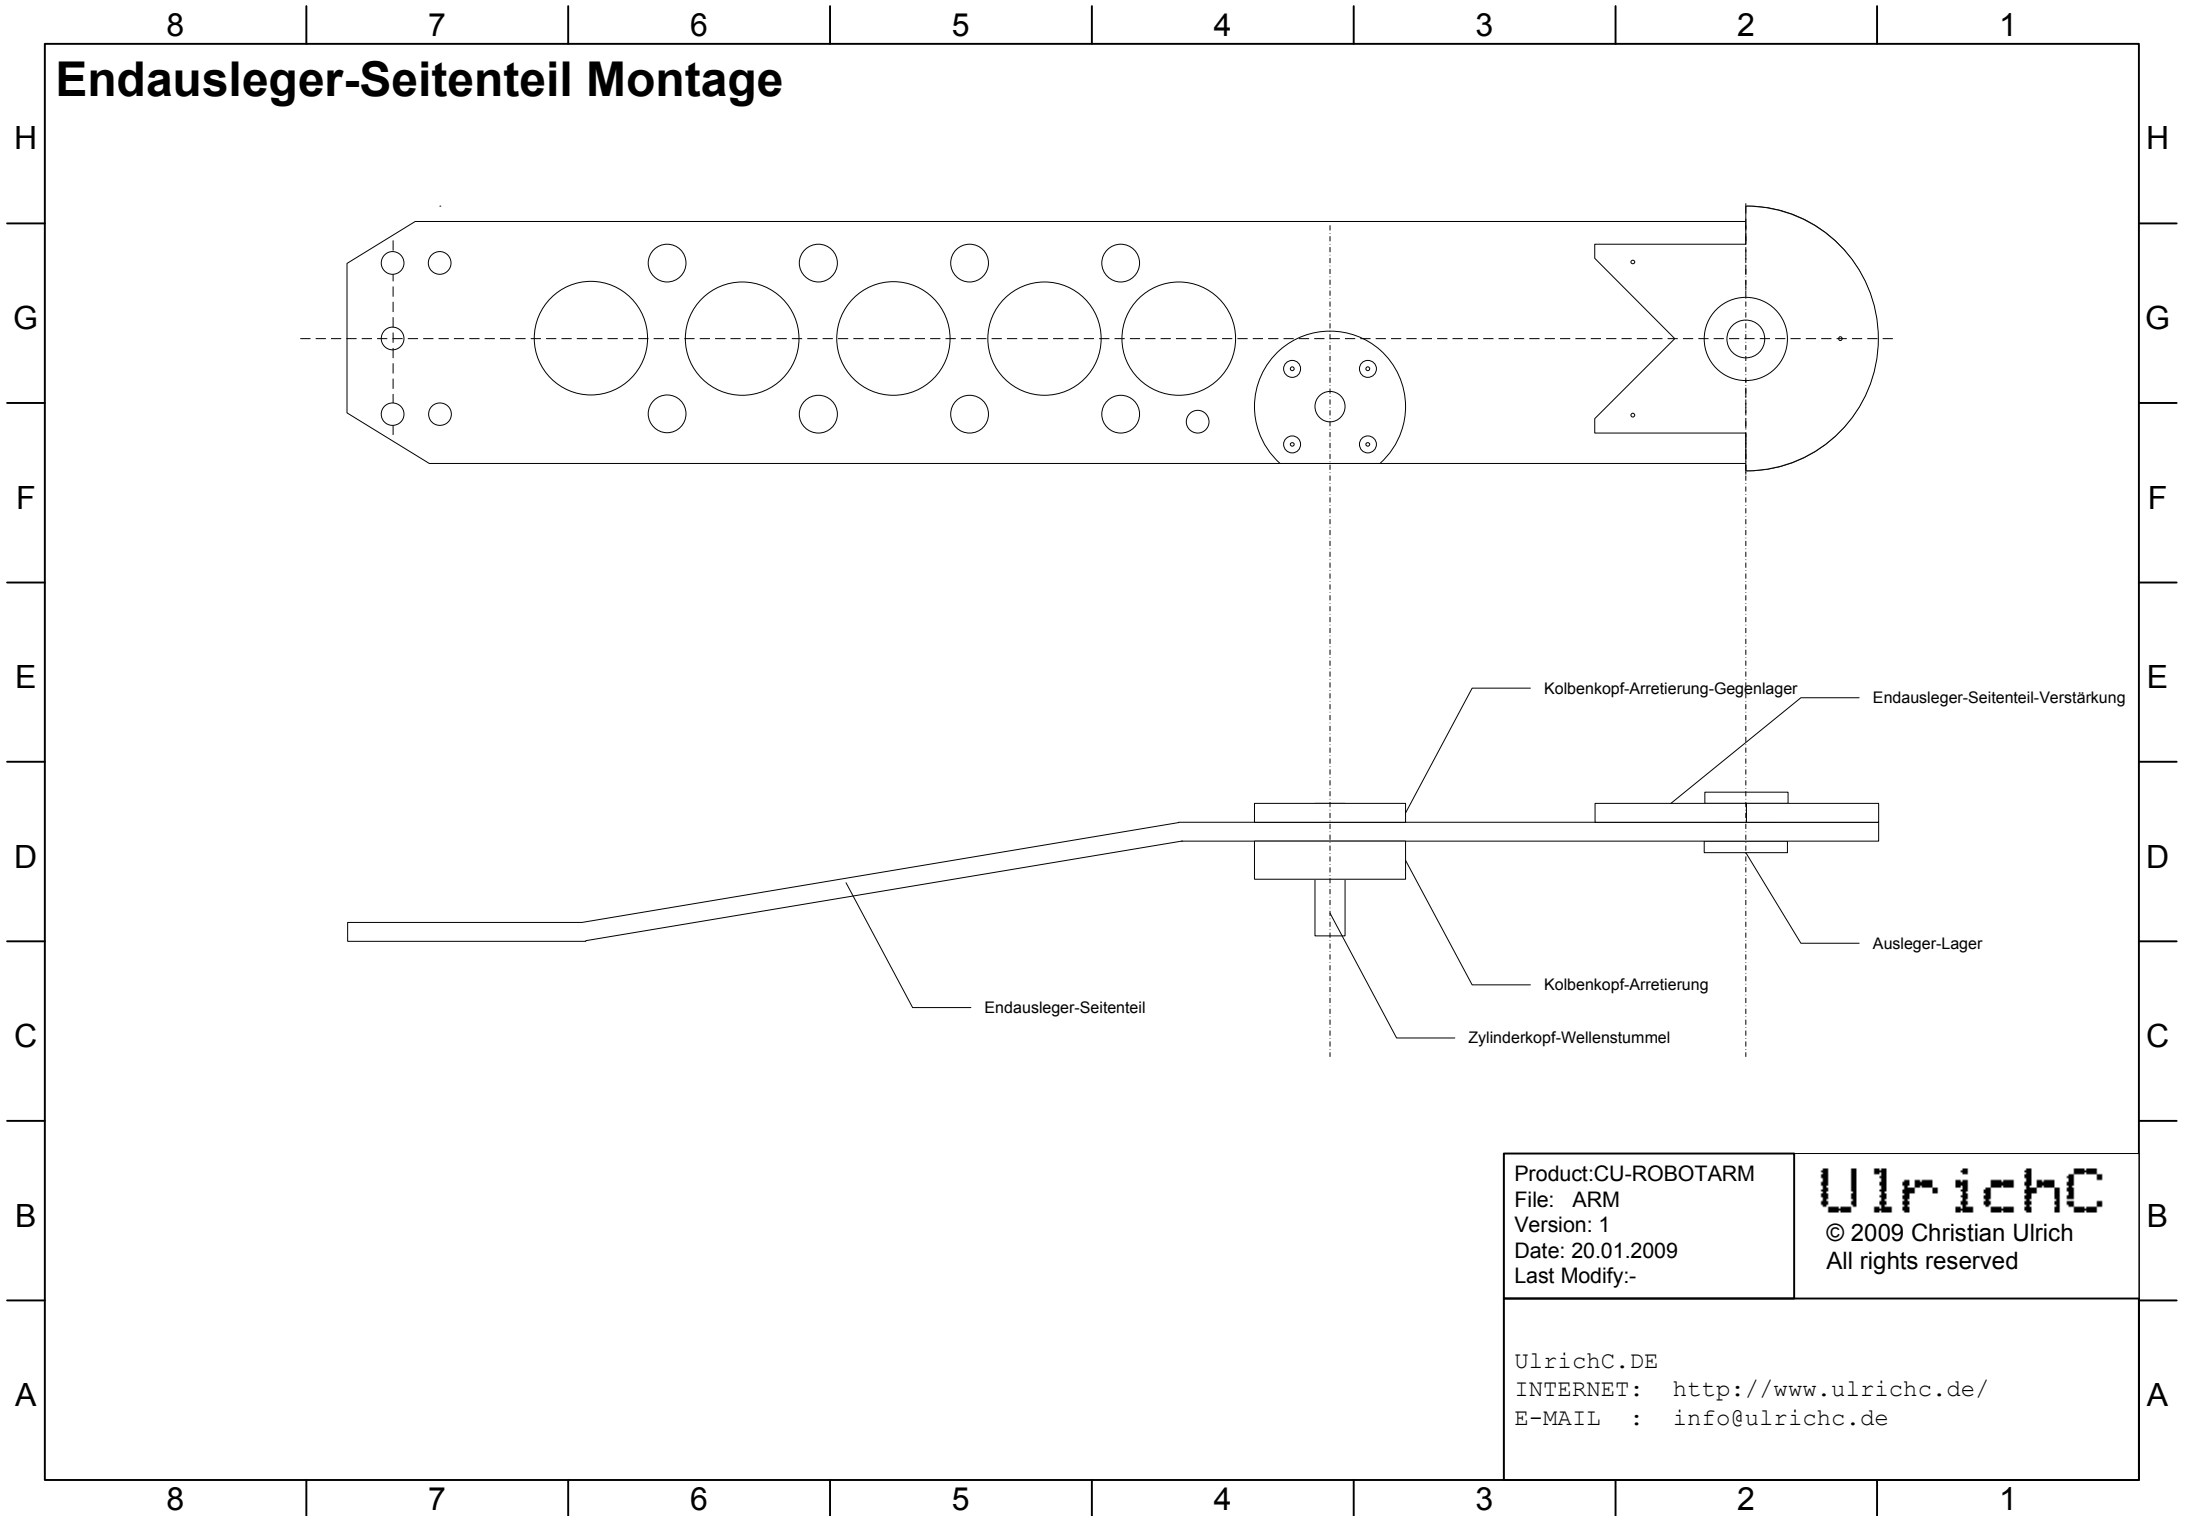 8 7 6 5 4 3 2 1
Endausleger-Seitenteil Montage
H H
G G
F F
E E
Kolbenkopf-Arretierung-Gegenlager
Endausleger-Seitenteil-Verstärkung
D D
Ausleger-Lager
Kolbenkopf-Arretierung
Endausleger-Seitenteil
Zylinderkopf-Wellenstummel
C C
Product:CU-ROBOTARM
File: ARM
Version: 1
Date: 20.01.2009
Last Modify:-
UlrichC
© 2009 Christian Ulrich
All rights reserved
B B
UlrichC.DE
INTERNET: http://www.ulrichc.de/
E-MAIL : info@ulrichc.de
A A
8 7 6 5 4 3 2 1